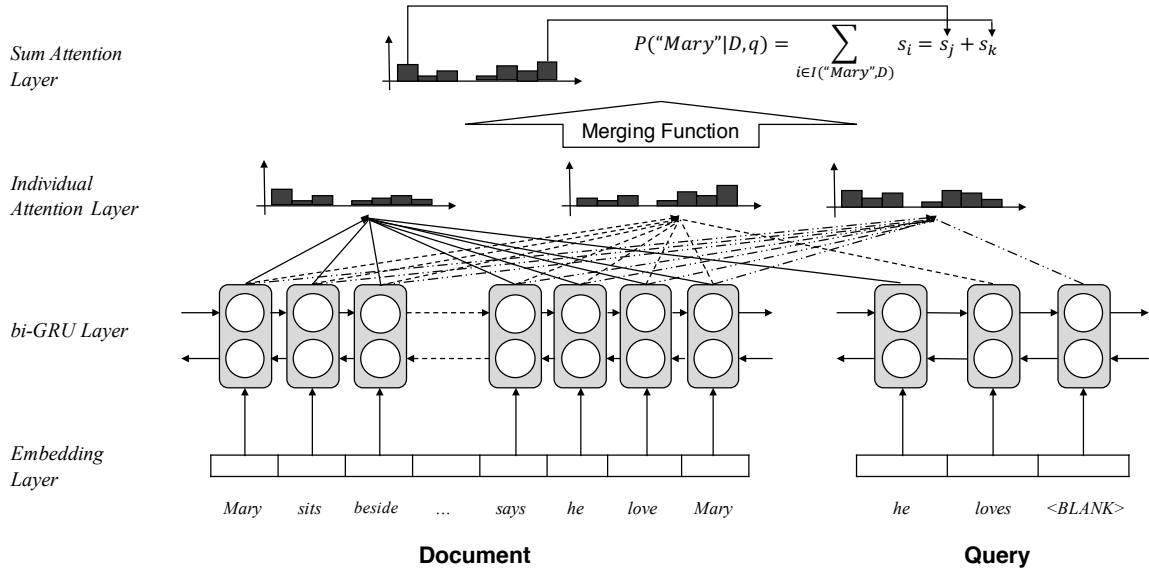 Sum Attention
Layer
P(“Mary”|D,q) = ∑ s_i = s_j + s_k
i∈I(“Mary”,D)
Merging Function
Individual
Attention Layer
bi-GRU Layer
Embedding
Layer
Mary sits beside ... says he love Mary he loves <BLANK>
Document Query